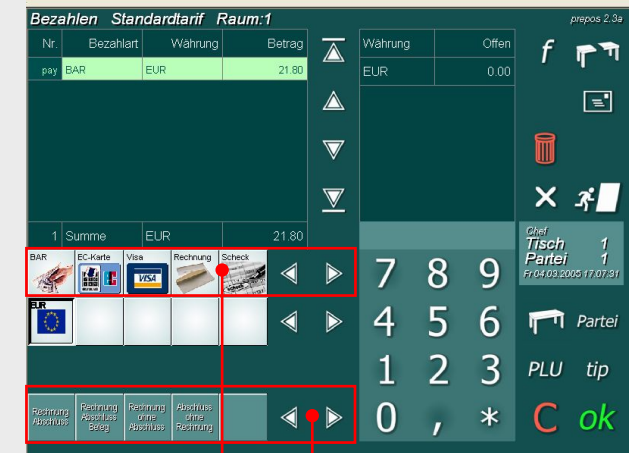 Bezahlen Standardtarif Raum:1
prepos 2.3a
Nr. Bezahlart Währung Betrag
pay BAR EUR 21.80
1 Summe EUR 21.80
Währung Offen
EUR 0.00
f
Chef
Tisch 1
Partei 1
Fr 04.03.2005 17:07:31
BAR EC-Karte Visa Rechnung Scheck
VISA
EUR
7 8 9
4 5 6
1 2 3
0 , *
Partei
PLU tip
C ok
Rechnung Abschluss
Rechnung Abschluss Beleg
Rechnung ohne Abschluss
Abschluss ohne Rechnung